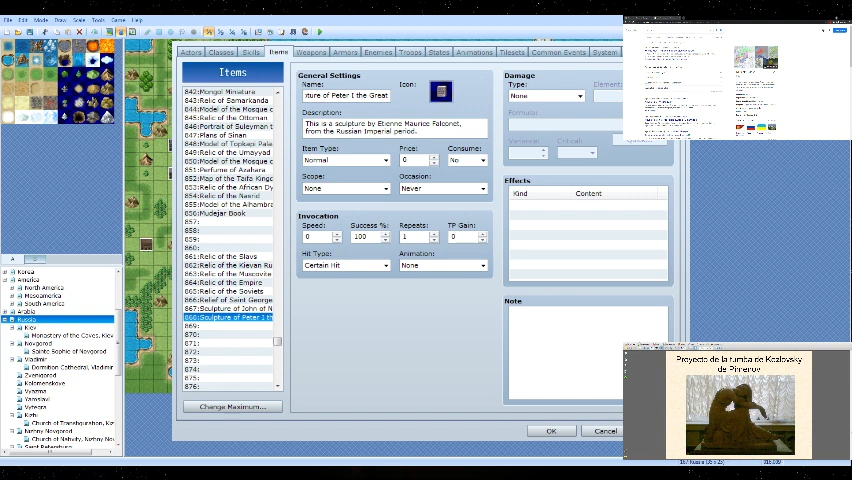 File Edit Mode Draw Scale Tools Game Help
Actors Classes Skills Items Weapons Armors Enemies Troops States Animations Tilesets Common Events System
Items
842:Mongol Miniature
843:Relic of Samarkanda
844:Model of the Mosque o
845:Relic of the Ottoman
846:Portrait of Suleyman t
847:Plans of Sinan
848:Model of Topkapi Pala
849:Relic of the Umayyad
850:Model of the Mosque o
851:Perfume of Azahara
852:Map of the Taifa Kingd
853:Relic of the African Dy
854:Relic of the Nasrid
855:Model of the Alhambra
856:Mudejar Book
857:
858:
859:
860:
861:Relic of the Slavs
862:Relic of the Kievan Ru
863:Relic of the Muscovite
864:Relic of the Empire
865:Relic of the Soviets
866:Relief of Saint George
867:Sculpture of John of N
868:Sculpture of Peter I th
869:
870:
871:
872:
873:
874:
875:
876:
Change Maximum...
General Settings
Name:
ture of Peter I the Great
Icon:
Description:
This is a sculpture by Etienne Maurice Falconet,
from the Russian Imperial period.
Item Type: Price: Consume:
Normal 0 No
Scope: Occasion:
None Never
Invocation
Speed: Success %: Repeats: TP Gain:
0 100 1 0
Hit Type: Animation:
Certain Hit None
Damage
Type: Element:
None
Formula:
Variance: Critical:
Effects
Kind Content
Note
OK Cancel
A B
Korea
America
North America
Mesoamerica
South America
Arabia
Russia
Kiev
Monastery of the Caves, Kiev
Novgorod
Sainte Sophie of Novgorod
Vladimir
Dormition Cathedral, Vladimir
Zvenigorod
Kolomenskoye
Vyazma
Yaroslavl
Vytegra
Kizhi
Church of Transfiguration, Kiz
Nizhny Novgorod
Church of Nativity, Nizhny Nov
Saint Petersburg
Proyecto de la tumba de Kozlovsky
de Pimenov